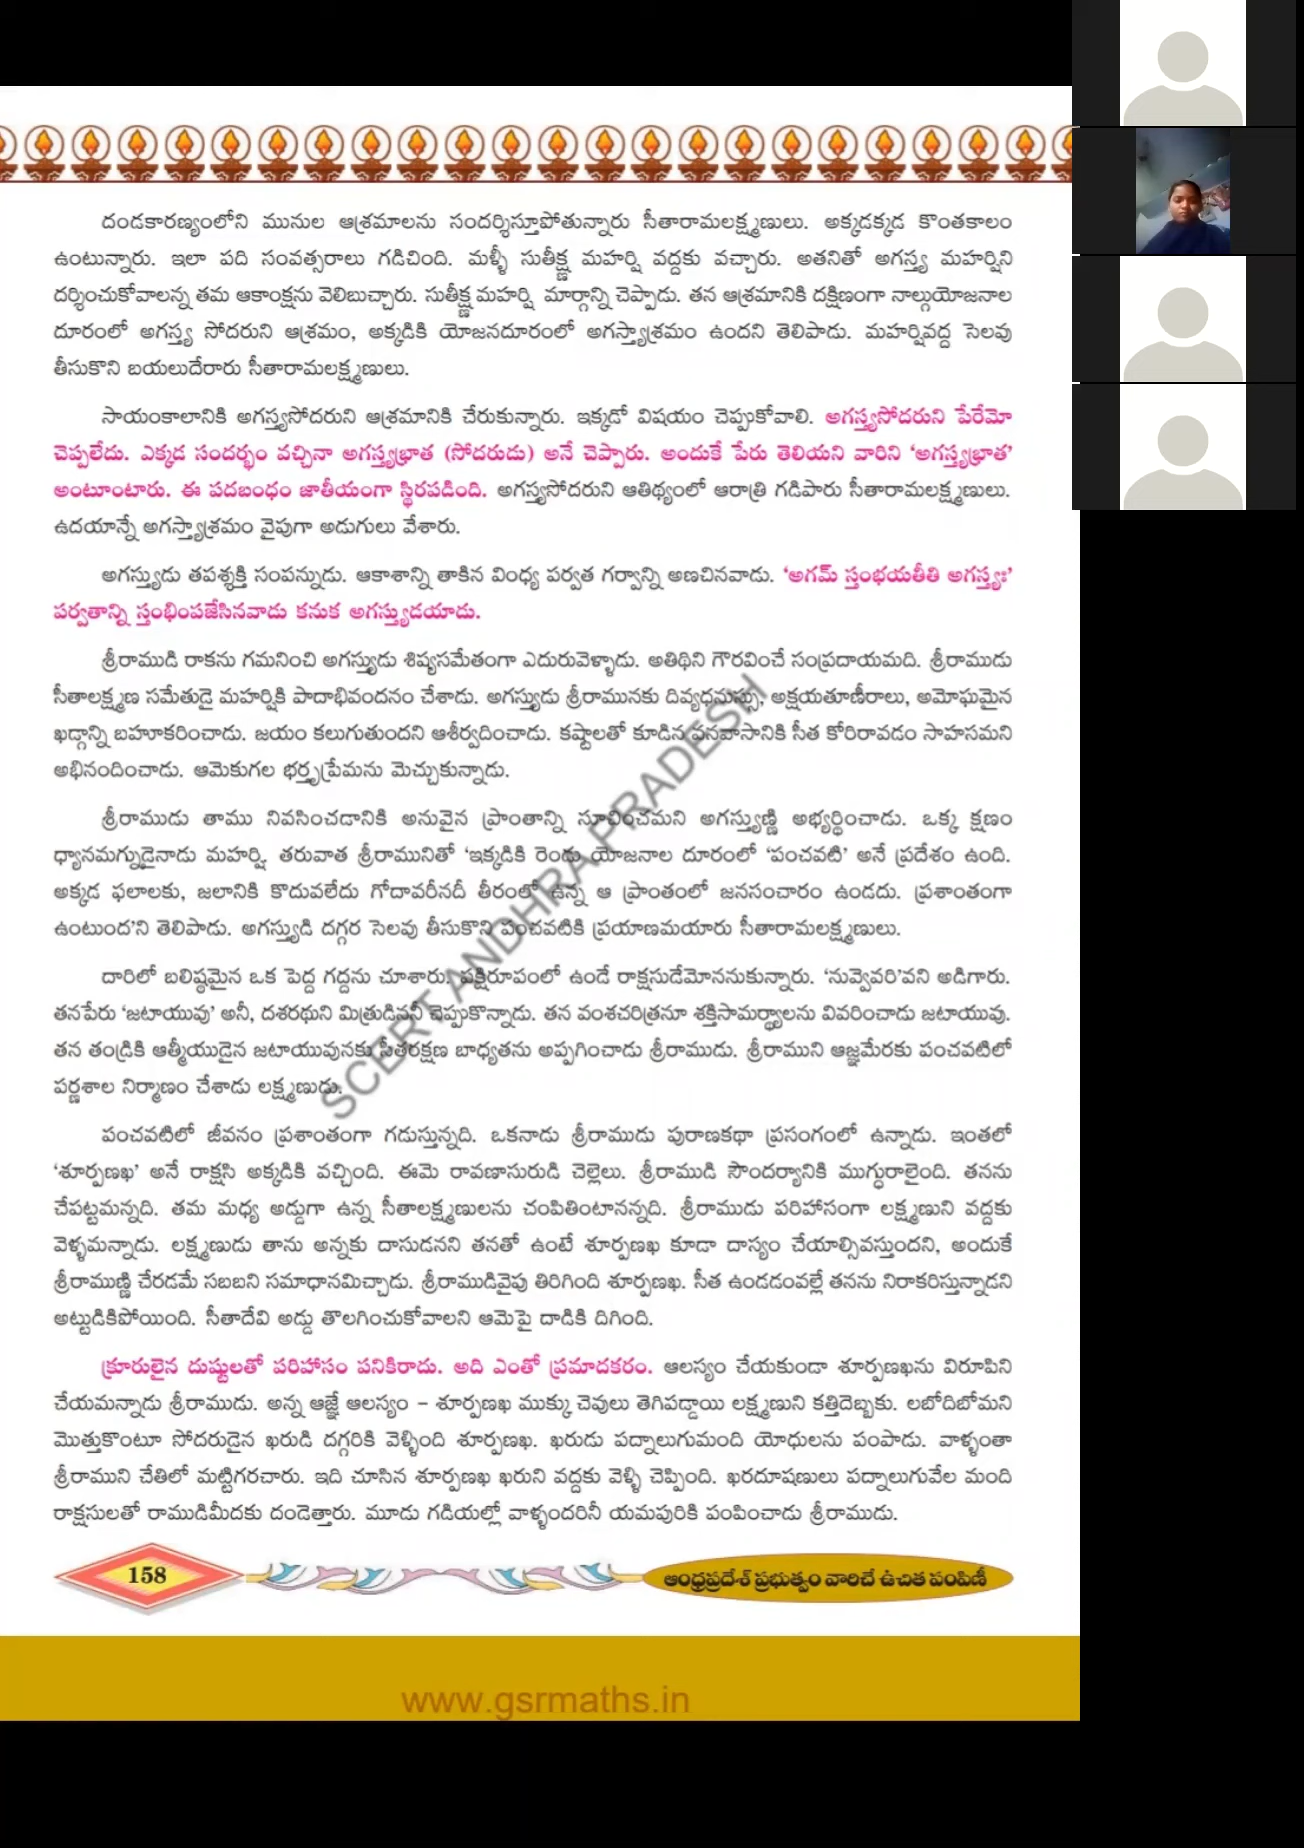 దండకారణ్యంలోని మునుల ఆశ్రమాలను సందర్శిస్తూపోతున్నారు సీతారామలక్ష్మణులు. అక్కడక్కడ కొంతకాలం
ఉంటున్నారు. ఇలా పది సంవత్సరాలు గడిచింది. మళ్ళీ సుతీక్ష్ణ మహర్షి వద్దకు వచ్చారు. అతనితో అగస్త్య మహర్షిని
దర్శించుకోవాలన్న తమ ఆకాంక్షను వెలిబుచ్చారు. సుతీక్ష్ణ మహర్షి మార్గాన్ని చెప్పాడు. తన ఆశ్రమానికి దక్షిణంగా నాల్గుయోజనాల
దూరంలో అగస్త్య సోదరుని ఆశ్రమం, అక్కడికి యోజనదూరంలో అగస్త్యాశ్రమం ఉందని తెలిపాడు. మహర్షివద్ద సెలవు
తీసుకొని బయలుదేరారు సీతారామలక్ష్మణులు.
సాయంకాలానికి అగస్త్యసోదరుని ఆశ్రమానికి చేరుకున్నారు. ఇక్కడో విషయం చెప్పుకోవాలి. అగస్త్యసోదరుని పేరేమో
చెప్పలేదు. ఎక్కడ సందర్భం వచ్చినా అగస్త్యభ్రాత (సోదరుడు) అనే చెప్పారు. అందుకే పేరు తెలియని వారిని ‘అగస్త్యభ్రాత’
అంటూంటారు. ఈ పదబంధం జాతీయంగా స్థిరపడింది. అగస్త్యసోదరుని ఆతిథ్యంలో ఆరాత్రి గడిపారు సీతారామలక్ష్మణులు.
ఉదయాన్నే అగస్త్యాశ్రమం వైపుగా అడుగులు వేశారు.
అగస్త్యుడు తపశ్శక్తి సంపన్నుడు. ఆకాశాన్ని తాకిన వింధ్య పర్వత గర్వాన్ని అణచినవాడు. ‘అగమ్ స్తంభయతీతి అగస్త్యః’
పర్వతాన్ని స్తంభింపజేసినవాడు కనుక అగస్త్యుడయాడు.
శ్రీరాముడి రాకను గమనించి అగస్త్యుడు శిష్యసమేతంగా ఎదురువెళ్ళాడు. అతిథిని గౌరవించే సంప్రదాయమది. శ్రీరాముడు
సీతాలక్ష్మణ సమేతుడై మహర్షికి పాదాభివందనం చేశాడు. అగస్త్యుడు శ్రీరామునకు దివ్యధనుస్సు, అక్షయతూణీరాలు, అమోఘమైన
ఖడ్గాన్ని బహూకరించాడు. జయం కలుగుతుందని ఆశీర్వదించాడు. కష్టాలతో కూడిన వనవాసానికి సీత కోరిరావడం సాహసమని
అభినందించాడు. ఆమెకుగల భర్తృప్రేమను మెచ్చుకున్నాడు.
శ్రీరాముడు తాము నివసించడానికి అనువైన ప్రాంతాన్ని సూచించమని అగస్త్యుణ్ణి అభ్యర్థించాడు. ఒక్క క్షణం
ధ్యానమగ్నుడైనాడు మహర్షి. తరువాత శ్రీరామునితో ‘ఇక్కడికి రెండు యోజనాల దూరంలో ‘పంచవటి’ అనే ప్రదేశం ఉంది.
అక్కడ ఫలాలకు, జలానికి కొదువలేదు గోదావరీనదీ తీరంలో ఉన్న ఆ ప్రాంతంలో జనసంచారం ఉండదు. ప్రశాంతంగా
ఉంటుంద’ని తెలిపాడు. అగస్త్యుడి దగ్గర సెలవు తీసుకొని పంచవటికి ప్రయాణమయారు సీతారామలక్ష్మణులు.
దారిలో బలిష్ఠమైన ఒక పెద్ద గద్దను చూశారు. పక్షిరూపంలో ఉండే రాక్షసుడేమోననుకున్నారు. ‘నువ్వెవరి’వని అడిగారు.
తనపేరు ‘జటాయువు’ అనీ, దశరథుని మిత్రుడిననీ చెప్పుకొన్నాడు. తన వంశచరిత్రనూ శక్తిసామర్థ్యాలను వివరించాడు జటాయువు.
తన తండ్రికి ఆత్మీయుడైన జటాయువునకు సీతరక్షణ బాధ్యతను అప్పగించాడు శ్రీరాముడు. శ్రీరాముని ఆజ్ఞమేరకు పంచవటిలో
పర్ణశాల నిర్మాణం చేశాడు లక్ష్మణుడు.
పంచవటిలో జీవనం ప్రశాంతంగా గడుస్తున్నది. ఒకనాడు శ్రీరాముడు పురాణకథా ప్రసంగంలో ఉన్నాడు. ఇంతలో
‘శూర్పణఖ’ అనే రాక్షసి అక్కడికి వచ్చింది. ఈమె రావణాసురుడి చెల్లెలు. శ్రీరాముడి సౌందర్యానికి ముగ్ధురాలైంది. తనను
చేపట్టమన్నది. తమ మధ్య అడ్డుగా ఉన్న సీతాలక్ష్మణులను చంపితింటానన్నది. శ్రీరాముడు పరిహాసంగా లక్ష్మణుని వద్దకు
వెళ్ళమన్నాడు. లక్ష్మణుడు తాను అన్నకు దాసుడనని తనతో ఉంటే శూర్పణఖ కూడా దాస్యం చేయాల్సివస్తుందని, అందుకే
శ్రీరాముణ్ణి చేరడమే సబబని సమాధానమిచ్చాడు. శ్రీరాముడివైపు తిరిగింది శూర్పణఖ. సీత ఉండడంవల్లే తనను నిరాకరిస్తున్నాడని
అట్టుడికిపోయింది. సీతాదేవి అడ్డు తొలగించుకోవాలని ఆమెపై దాడికి దిగింది.
క్రూరులైన దుష్టులతో పరిహాసం పనికిరాదు. అది ఎంతో ప్రమాదకరం. ఆలస్యం చేయకుండా శూర్పణఖను విరూపిని
చేయమన్నాడు శ్రీరాముడు. అన్న ఆజ్ఞే ఆలస్యం – శూర్పణఖ ముక్కు చెవులు తెగిపడ్డాయి లక్ష్మణుని కత్తిదెబ్బకు. లబోదిబోమని
మొత్తుకొంటూ సోదరుడైన ఖరుడి దగ్గరికి వెళ్ళింది శూర్పణఖ. ఖరుడు పద్నాలుగుమంది యోధులను పంపాడు. వాళ్ళంతా
శ్రీరాముని చేతిలో మట్టిగరచారు. ఇది చూసిన శూర్పణఖ ఖరుని వద్దకు వెళ్ళి చెప్పింది. ఖరదూషణులు పద్నాలుగువేల మంది
రాక్షసులతో రాముడిమీదకు దండెత్తారు. మూడు గడియల్లో వాళ్ళందరినీ యమపురికి పంపించాడు శ్రీరాముడు.
SCERT ANDHRA PRADESH
158
ఆంధ్రప్రదేశ్ ప్రభుత్వం వారిచే ఉచిత పంపిణీ
www.gsrmaths.in